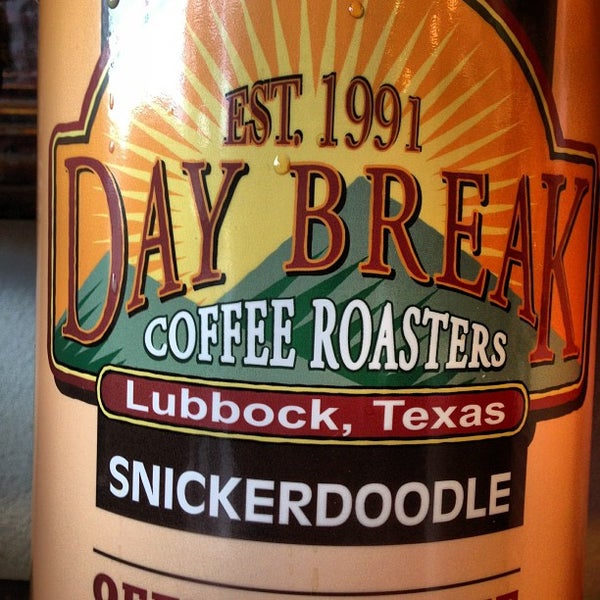 EST. 1991
DAY BREAK
COFFEE ROASTERS
Lubbock, Texas
SNICKERDOODLE